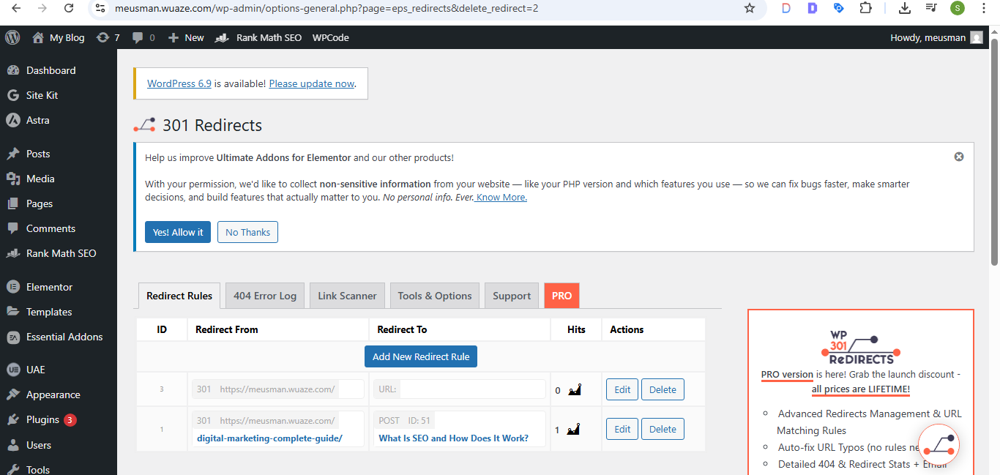 meusman.wuaze.com/wp-admin/options-general.php?page=eps_redirects&delete_redirect=2
S
My Blog 7 0 New Rank Math SEO WPCode Howdy, meusman
Dashboard
Site Kit
Astra
Posts
Media
Pages
Comments
Rank Math SEO
Elementor
Templates
Essential Addons
UAE
Appearance
Plugins 3
Users
Tools
WordPress 6.9 is available! Please update now.
301 Redirects
Help us improve Ultimate Addons for Elementor and our other products!
With your permission, we'd like to collect non-sensitive information from your website — like your PHP version and which features you use — so we can fix bugs faster, make smarter
decisions, and build features that actually matter to you. No personal info. Ever. Know More.
Yes! Allow it No Thanks
Redirect Rules 404 Error Log Link Scanner Tools & Options Support PRO
ID Redirect From Redirect To Hits Actions
Add New Redirect Rule
3 301 https://meusman.wuaze.com/ URL: 0 Edit Delete
1 301 https://meusman.wuaze.com/ POST ID: 51 1 Edit Delete
digital-marketing-complete-guide/ What Is SEO and How Does It Work?
WP
301
ReDIRECTS
PRO version is here! Grab the launch discount -
all prices are LIFETIME!
Advanced Redirects Management & URL
Matching Rules
Auto-fix URL Typos (no rules
Detailed 404 & Redirect Stats + Email